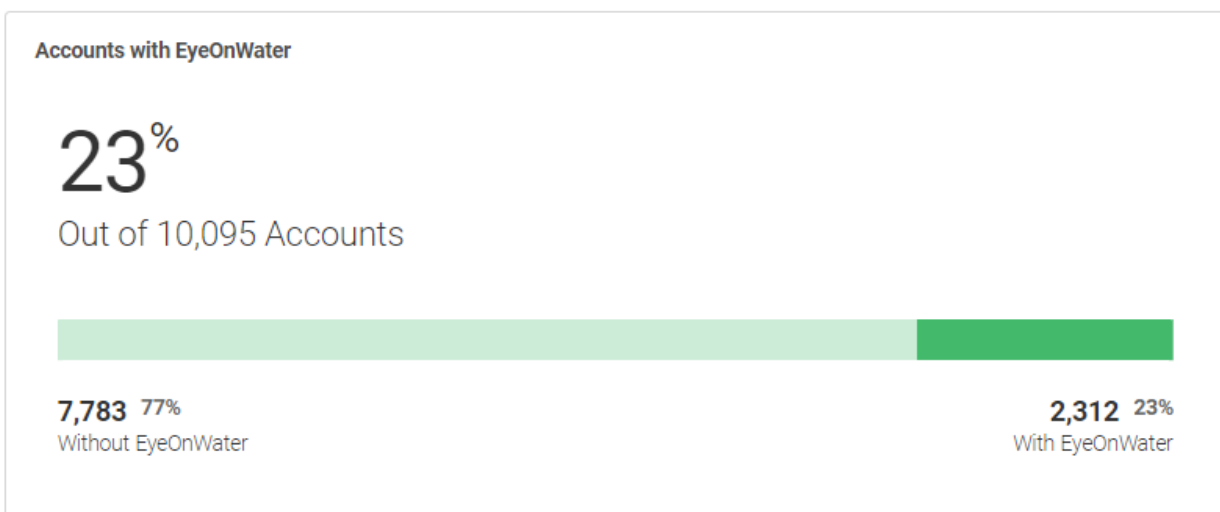 Accounts with EyeOnWater
23%
Out of 10,095 Accounts
7,783 77%
Without EyeOnWater
2,312 23%
With EyeOnWater